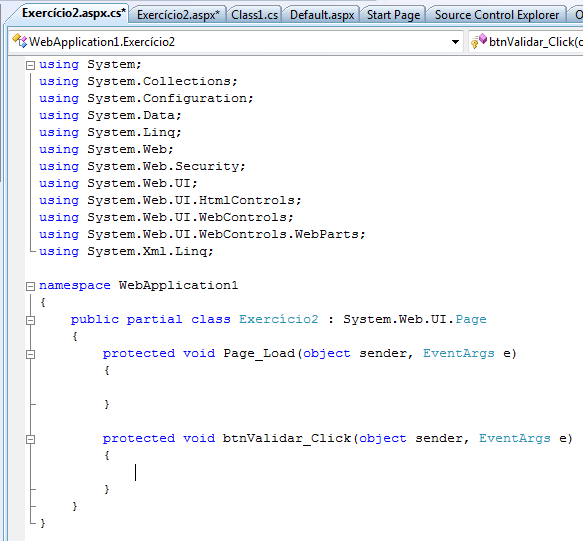 Exercício2.aspx.cs* Exercício2.aspx* Class1.cs Default.aspx Start Page Source Control Explorer
WebApplication1.Exercício2 btnValidar_Click(
using System;
using System.Collections;
using System.Configuration;
using System.Data;
using System.Linq;
using System.Web;
using System.Web.Security;
using System.Web.UI;
using System.Web.UI.HtmlControls;
using System.Web.UI.WebControls;
using System.Web.UI.WebControls.WebParts;
using System.Xml.Linq;
namespace WebApplication1
{
public partial class Exercício2 : System.Web.UI.Page
{
protected void Page_Load(object sender, EventArgs e)
{
}
protected void btnValidar_Click(object sender, EventArgs e)
{
}
}
}